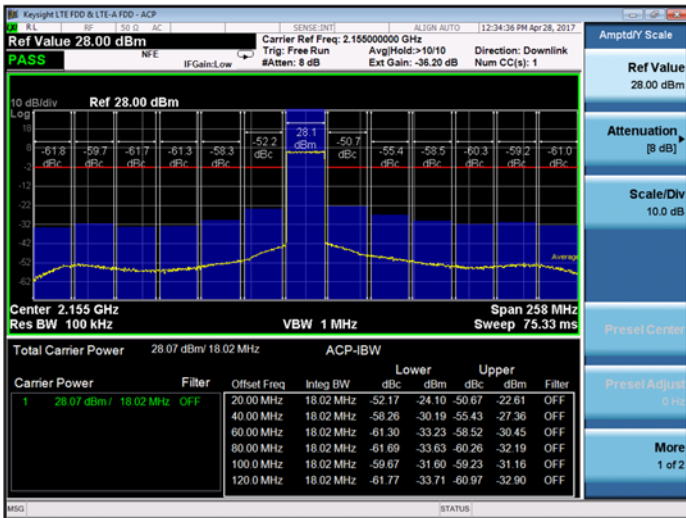 Keysight LTE FDD & LTE-A FDD - ACP
RL RF 50 Ω AC SENSE:INT ALIGN AUTO 12:34:36 PM Apr 28, 2017
Ref Value 28.00 dBm
Carrier Ref Freq: 2.155000000 GHz
Trig: Free Run Avg|Hold:>10/10 Direction: Downlink
PASS NFE IFGain:Low #Atten: 8 dB Ext Gain: -36.20 dB Num CC(s): 1
10 dB/div Ref 28.00 dBm
Log
18
8
-2
-12
-22
-32
-42
-52
-62
-61.8 dBc
-59.7 dBc
-61.7 dBc
-61.3 dBc
-58.3 dBc
-52.2 dBc
28.1 dBm
-50.7 dBc
-55.4 dBc
-58.5 dBc
-60.3 dBc
-59.2 dBc
-61.0 dBc
Average
Center 2.155 GHz Span 258 MHz
Res BW 100 kHz VBW 1 MHz Sweep 75.33 ms
Total Carrier Power 28.07 dBm/ 18.02 MHz ACP-IBW
Lower Upper
Carrier Power Filter Offset Freq Integ BW dBc dBm dBc dBm Filter
1 28.07 dBm / 18.02 MHz OFF 20.00 MHz 18.02 MHz -52.17 -24.10 -50.67 -22.61 OFF
40.00 MHz 18.02 MHz -58.26 -30.19 -55.43 -27.36 OFF
60.00 MHz 18.02 MHz -61.30 -33.23 -58.52 -30.45 OFF
80.00 MHz 18.02 MHz -61.69 -33.63 -60.26 -32.19 OFF
100.0 MHz 18.02 MHz -59.67 -31.60 -59.23 -31.16 OFF
120.0 MHz 18.02 MHz -61.77 -33.71 -60.97 -32.90 OFF
MSG STATUS
Amptd/Y Scale
Ref Value
28.00 dBm
Attenuation
[8 dB]
Scale/Div
10.0 dB
Presel Center
Presel Adjust
0 Hz
More
1 of 2